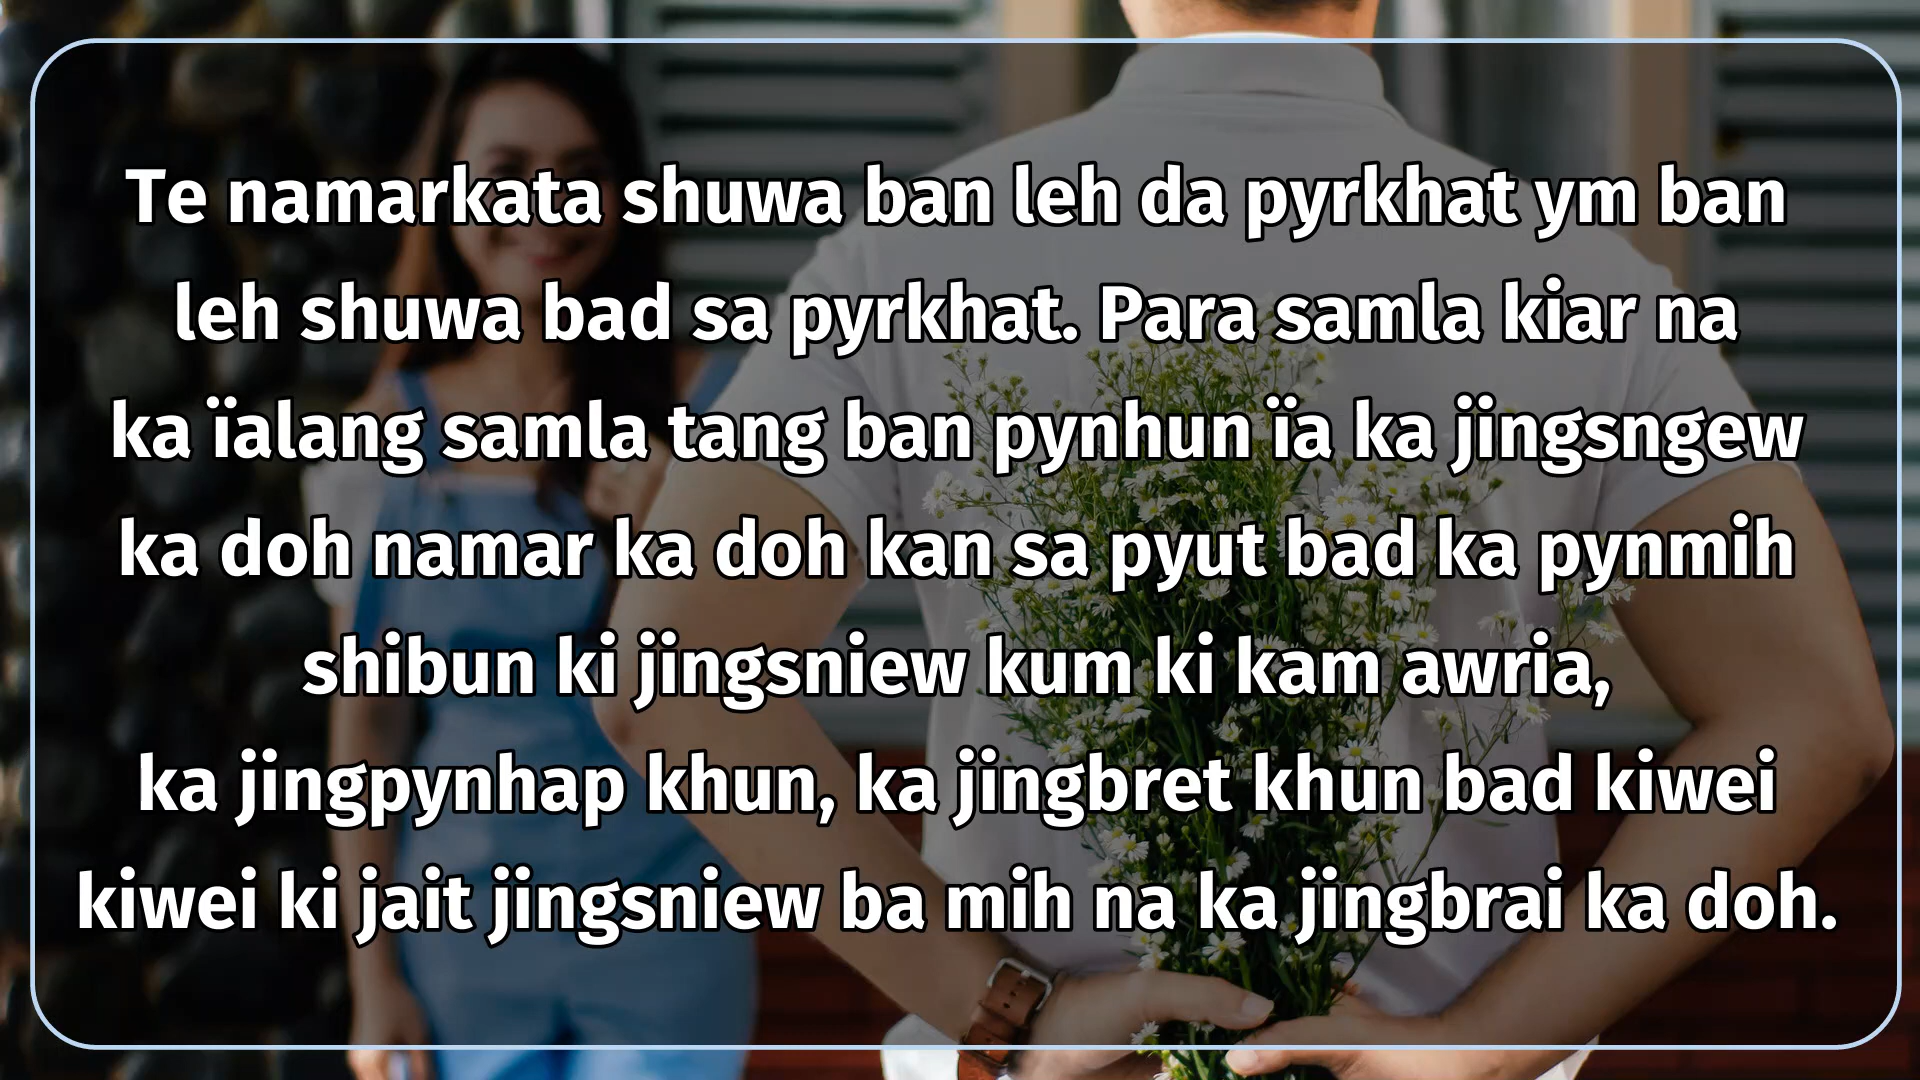 Te namarkata shuwa ban leh da pyrkhat ym ban
leh shuwa bad sa pyrkhat. Para samla kiar na
ka ïalang samla tang ban pynhun ïa ka jingsngew
ka doh namar ka doh kan sa pyut bad ka pynmih
shibun ki jingsniew kum ki kam awria,
ka jingpynhap khun, ka jingbret khun bad kiwei
kiwei ki jait jingsniew ba mih na ka jingbrai ka doh.